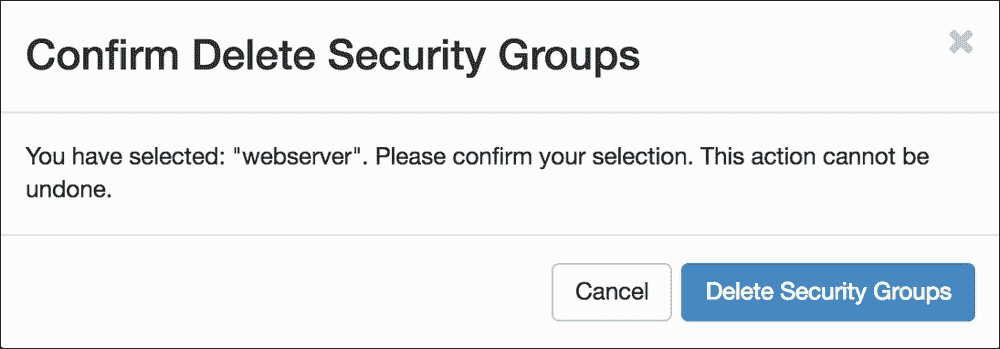 Confirm Delete Security Groups
You have selected: "webserver". Please confirm your selection. This action cannot be
undone.
Cancel
Delete Security Groups